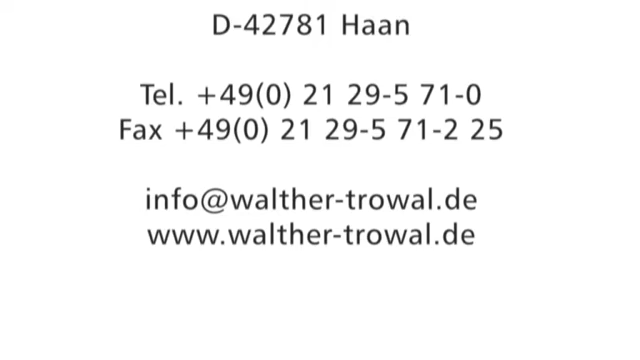 D-42781 Haan
Tel. +49(0) 21 29-5 71-0
Fax +49(0) 21 29-5 71-2 25
info@walther-trowal.de
www.walther-trowal.de